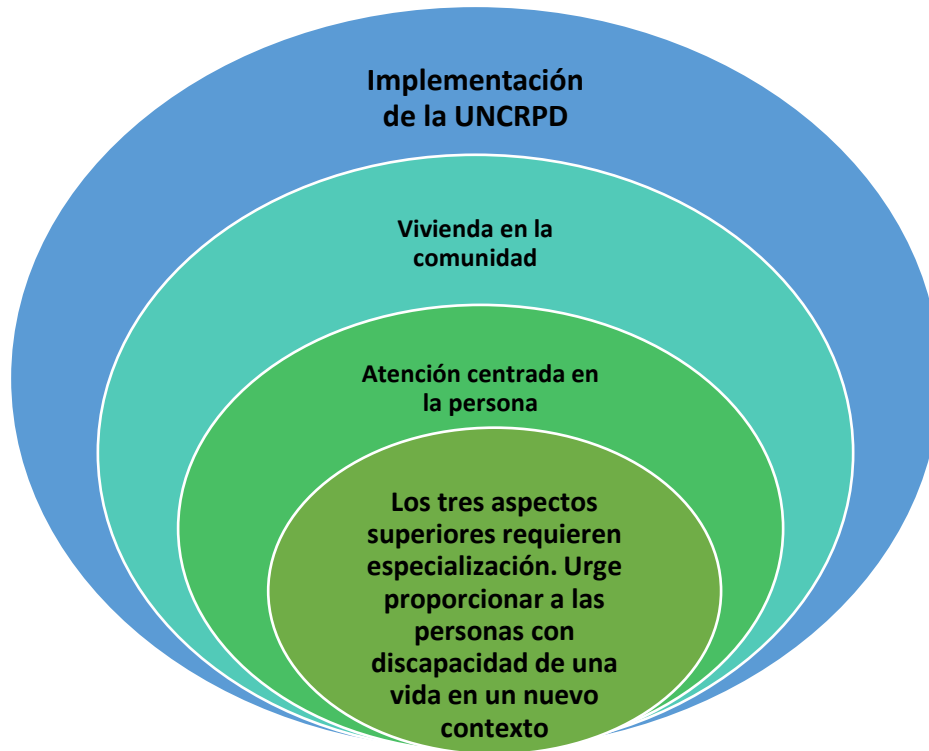 Implementación
de la UNCRPD
Vivienda en la
comunidad
Atención centrada en
la persona
Los tres aspectos
superiores requieren
especialización. Urge
proporcionar a las
personas con
discapacidad de una
vida en un nuevo
contexto